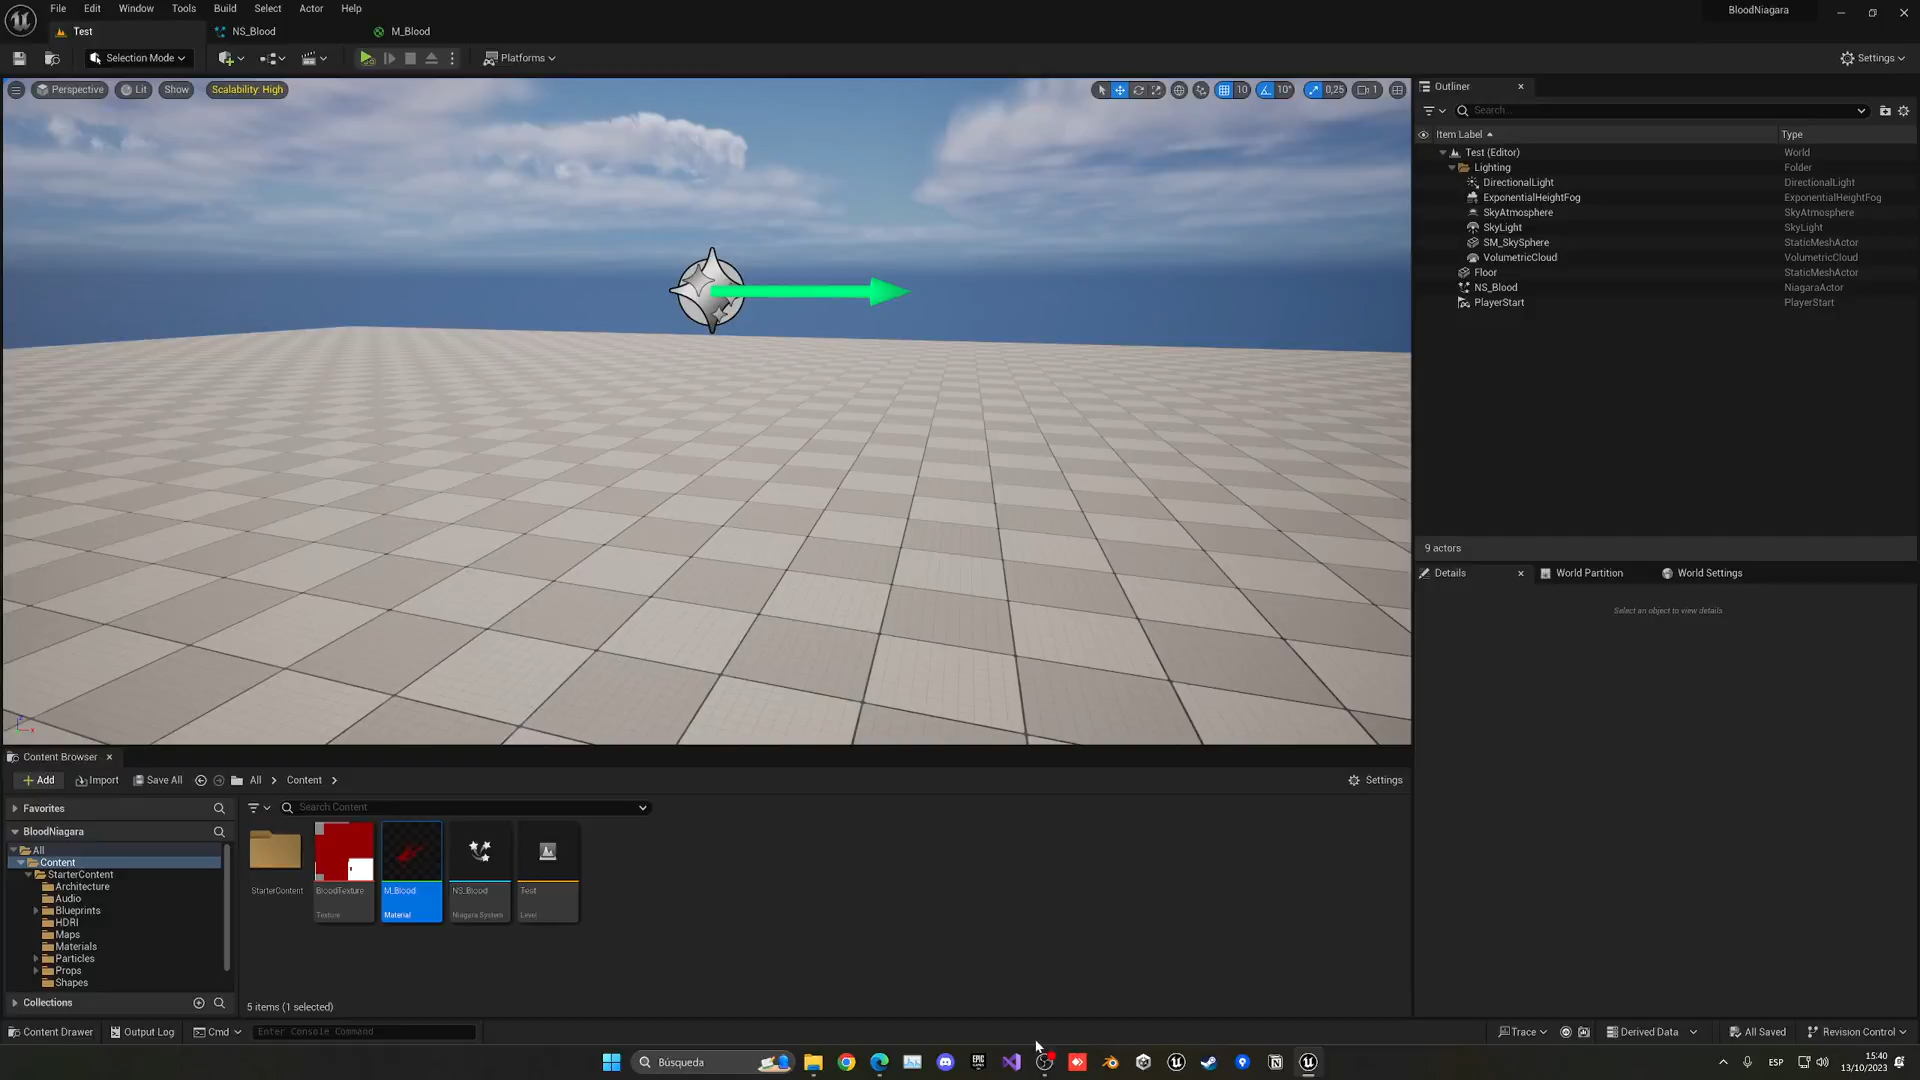 File Edit Window Tools Build Select Actor Help
BloodNiagara
Test
NS_Blood
M_Blood
Selection Mode
Platforms
Settings
Perspective
Lit
Show
Scalability: High
10
10°
0,25
1
Outliner
Search...
Item Label
Type
Test (Editor)
World
Lighting
Folder
DirectionalLight
DirectionalLight
ExponentialHeightFog
ExponentialHeightFog
SkyAtmosphere
SkyAtmosphere
SkyLight
SkyLight
SM_SkySphere
StaticMeshActor
VolumetricCloud
VolumetricCloud
Floor
StaticMeshActor
NS_Blood
NiagaraActor
PlayerStart
PlayerStart
9 actors
Details
World Partition
World Settings
Select an object to view details
Content Browser
Add
Import
Save All
All
Content
Settings
Favorites
BloodNiagara
All
Content
StarterContent
Architecture
Audio
Blueprints
HDRI
Maps
Materials
Particles
Props
Shapes
Collections
Search Content
StarterContent
BloodTexture
Texture
M_Blood
Material
NS_Blood
Niagara System
Test
Level
5 items (1 selected)
Content Drawer
Output Log
Cmd
Enter Console Command
Trace
Derived Data
All Saved
Revision Control
Búsqueda
EPIC GAMES
ESP
15:40
13/10/2023